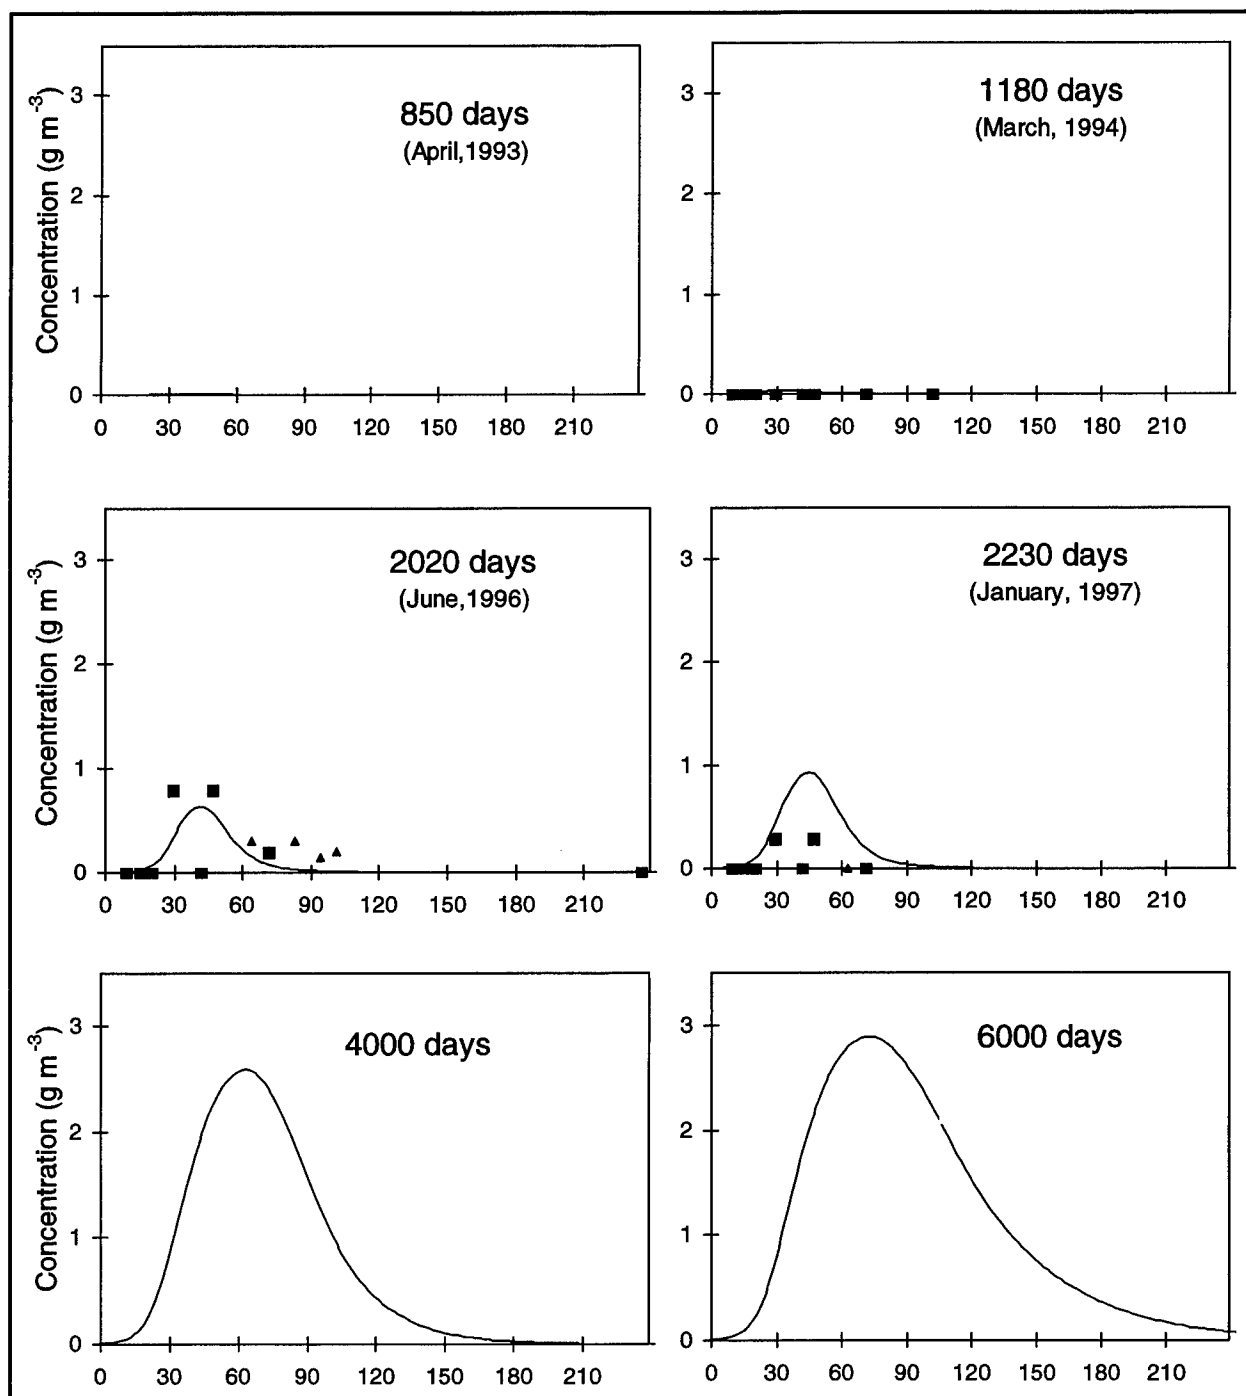 850 days
(April,1993)
Concentration (g m⁻³)
3
2
1
0
0 30 60 90 120 150 180 210
1180 days
(March, 1994)
3
2
1
0
0 30 60 90 120 150 180 210
2020 days
(June,1996)
Concentration (g m⁻³)
3
2
1
0
0 30 60 90 120 150 180 210
2230 days
(January, 1997)
3
2
1
0
0 30 60 90 120 150 180 210
4000 days
Concentration (g m⁻³)
3
2
1
0
0 30 60 90 120 150 180 210
6000 days
3
2
1
0
0 30 60 90 120 150 180 210